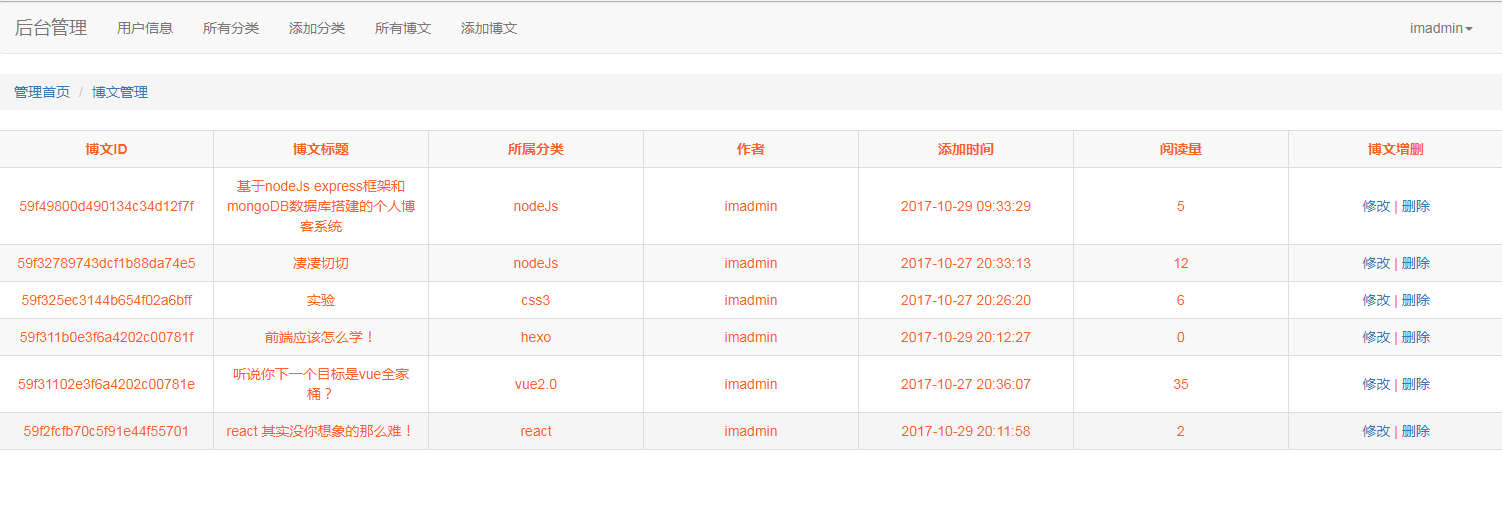 后台管理 用户信息 所有分类 添加分类 所有博文 添加博文 imadmin
管理首页 / 博文管理
博文ID 博文标题 所属分类 作者 添加时间 阅读量 博文增删
59f49800d490134c34d12f7f 基于nodeJs express框架和
mongoDB数据库搭建的个人博
客系统 nodeJs imadmin 2017-10-29 09:33:29 5 修改 | 删除
59f32789743dcf1b88da74e5 凄凄切切 nodeJs imadmin 2017-10-27 20:33:13 12 修改 | 删除
59f325ec3144b654f02a6bff 实验 css3 imadmin 2017-10-27 20:26:20 6 修改 | 删除
59f311b0e3f6a4202c00781f 前端应该怎么学！ hexo imadmin 2017-10-29 20:12:27 0 修改 | 删除
59f31102e3f6a4202c00781e 听说你下一个目标是vue全家
桶？ vue2.0 imadmin 2017-10-27 20:36:07 35 修改 | 删除
59f2fcfb70c5f91e44f55701 react 其实没你想象的那么难！ react imadmin 2017-10-29 20:11:58 2 修改 | 删除